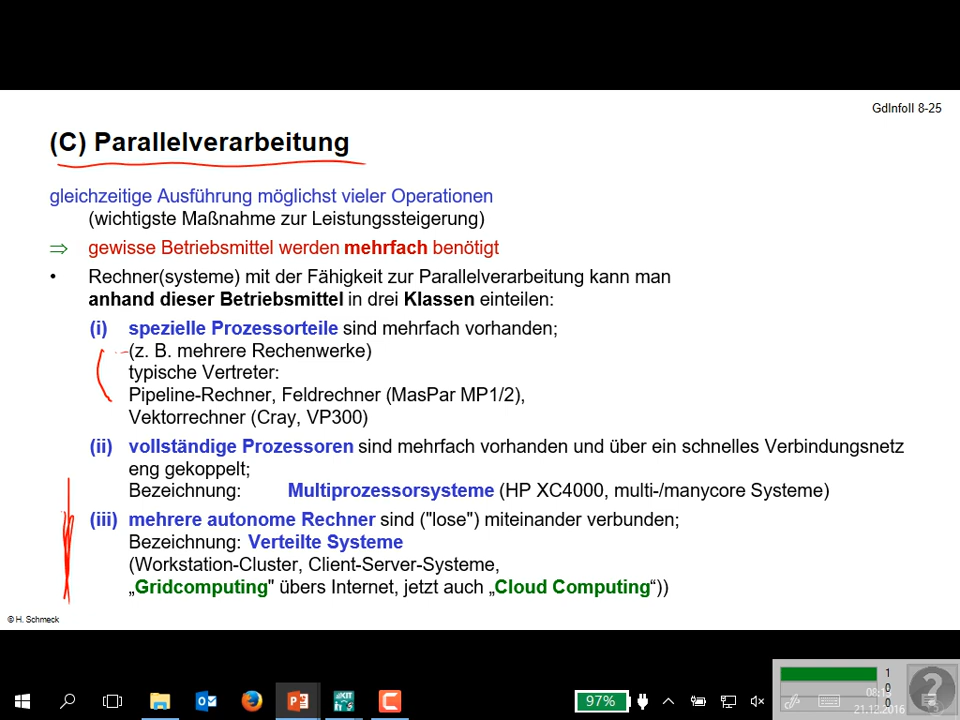 GdInfoII 8-25
(C) Parallelverarbeitung
gleichzeitige Ausführung möglichst vieler Operationen
(wichtigste Maßnahme zur Leistungssteigerung)
⇒ gewisse Betriebsmittel werden mehrfach benötigt
• Rechner(systeme) mit der Fähigkeit zur Parallelverarbeitung kann man
anhand dieser Betriebsmittel in drei Klassen einteilen:
(i) spezielle Prozessorteile sind mehrfach vorhanden;
(z. B. mehrere Rechenwerke)
typische Vertreter:
Pipeline-Rechner, Feldrechner (MasPar MP1/2),
Vektorrechner (Cray, VP300)
(ii) vollständige Prozessoren sind mehrfach vorhanden und über ein schnelles Verbindungsnetz
eng gekoppelt;
Bezeichnung: Multiprozessorsysteme (HP XC4000, multi-/manycore Systeme)
(iii) mehrere autonome Rechner sind ("lose") miteinander verbunden;
Bezeichnung: Verteilte Systeme
(Workstation-Cluster, Client-Server-Systeme,
„Gridcomputing" übers Internet, jetzt auch „Cloud Computing“))
© H. Schmeck
97%
1
0
0
21.12.2016